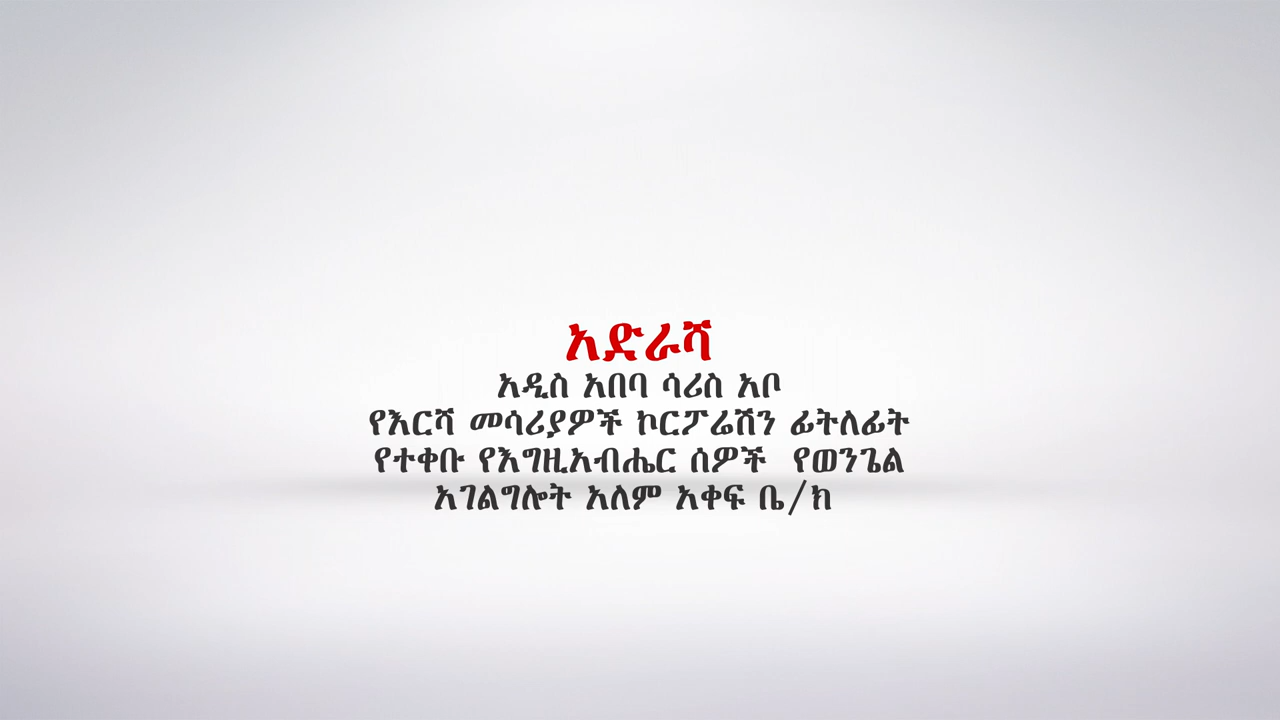 አድራሻ
አዲስ አበባ ሳሪስ አቦ
የእርሻ መሳሪያዎች ኮርፖሬሽን ፊትለፊት
የተቀቡ የእግዚአብሔር ሰዎች የወንጌል
አገልግሎት አለም አቀፍ ቤ/ክ